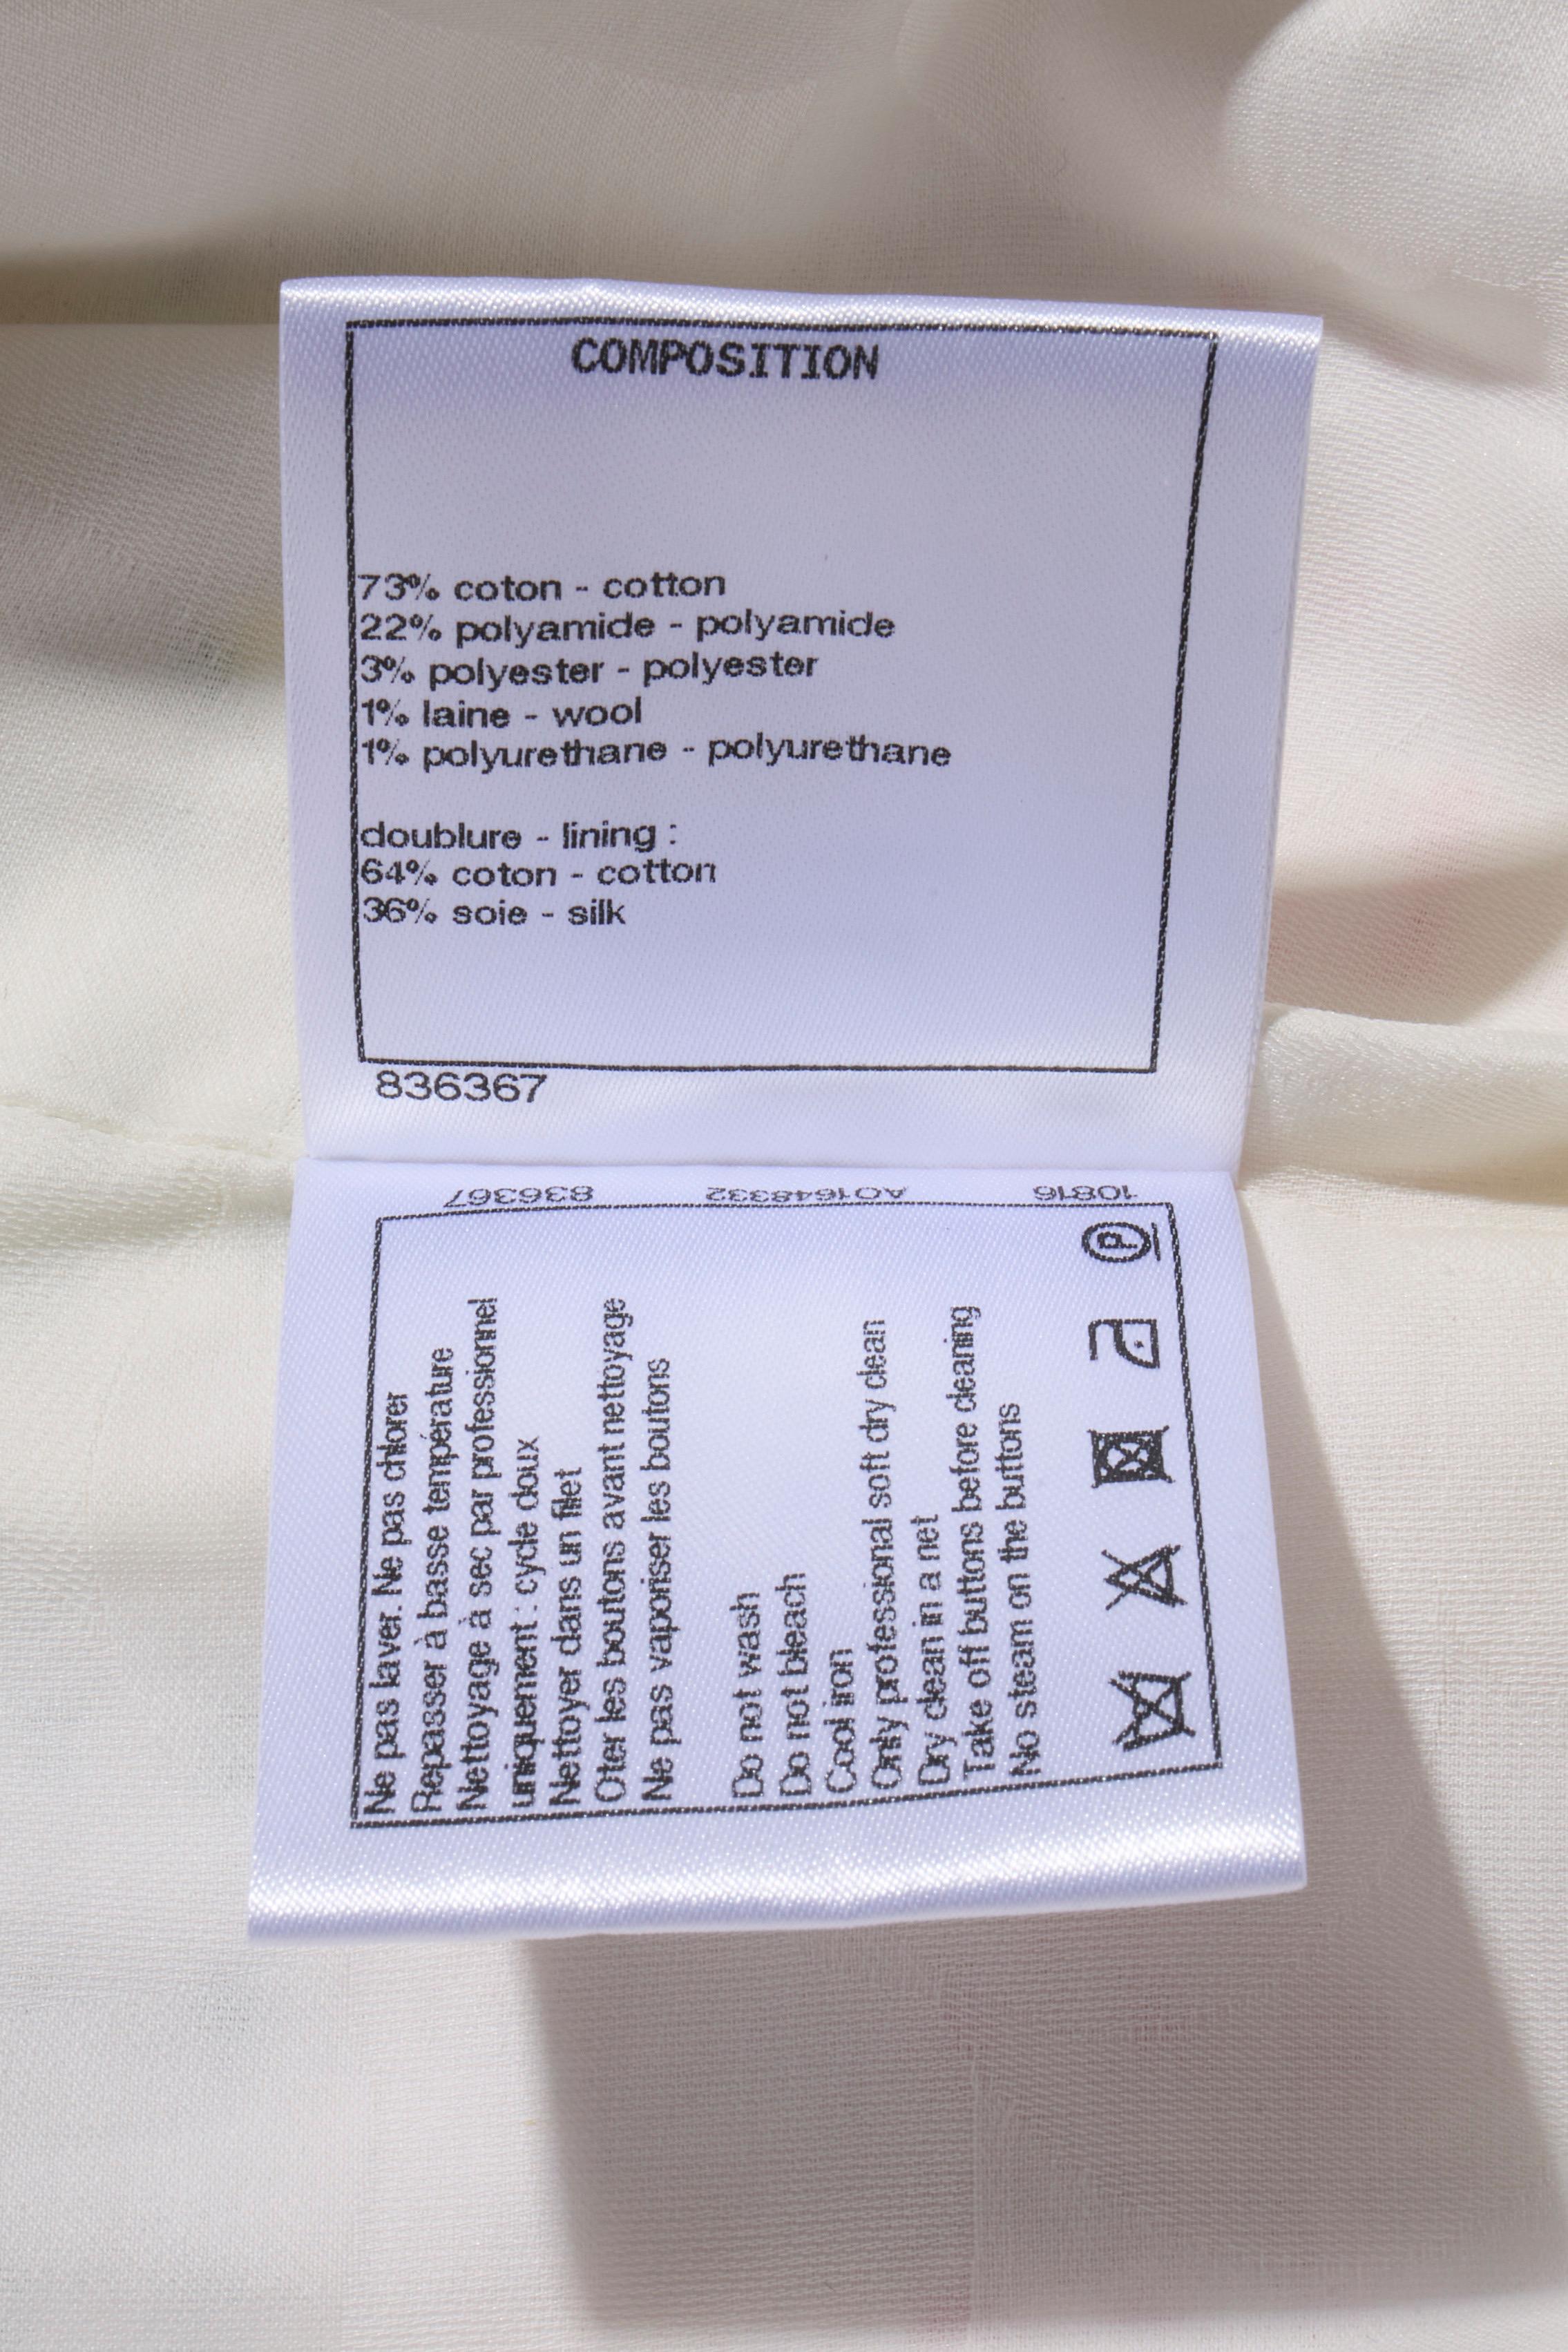 COMPOSITION
73% coton - cotton
22% polyamide - polyamide
3% polyester - polyester
1% laine - wool
1% polyurethane - polyurethane
doublure - lining :
64% coton - cotton
36% soie - silk
836367
10816 A01648332 836367
Ne pas laver. Ne pas chlorer
Repasser à basse température
Nettoyage à sec par professionnel
uniquement : cycle doux
Nettoyer dans un filet
Oter les boutons avant nettoyage
Ne pas vaporiser les boutons
Do not wash
Do not bleach
Cool iron
Only professional soft dry clean
Dry clean in a net
Take off buttons before cleaning
No steam on the buttons
P